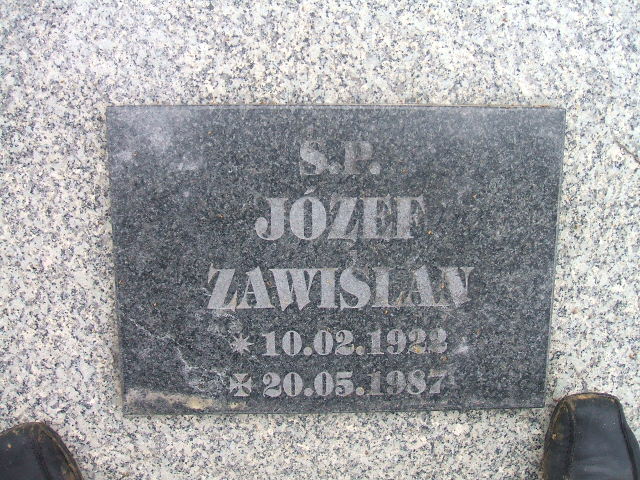 Ś.P.
JÓZEF
ZAWISLAN
* 10.02.1922
✠ 20.05.1987